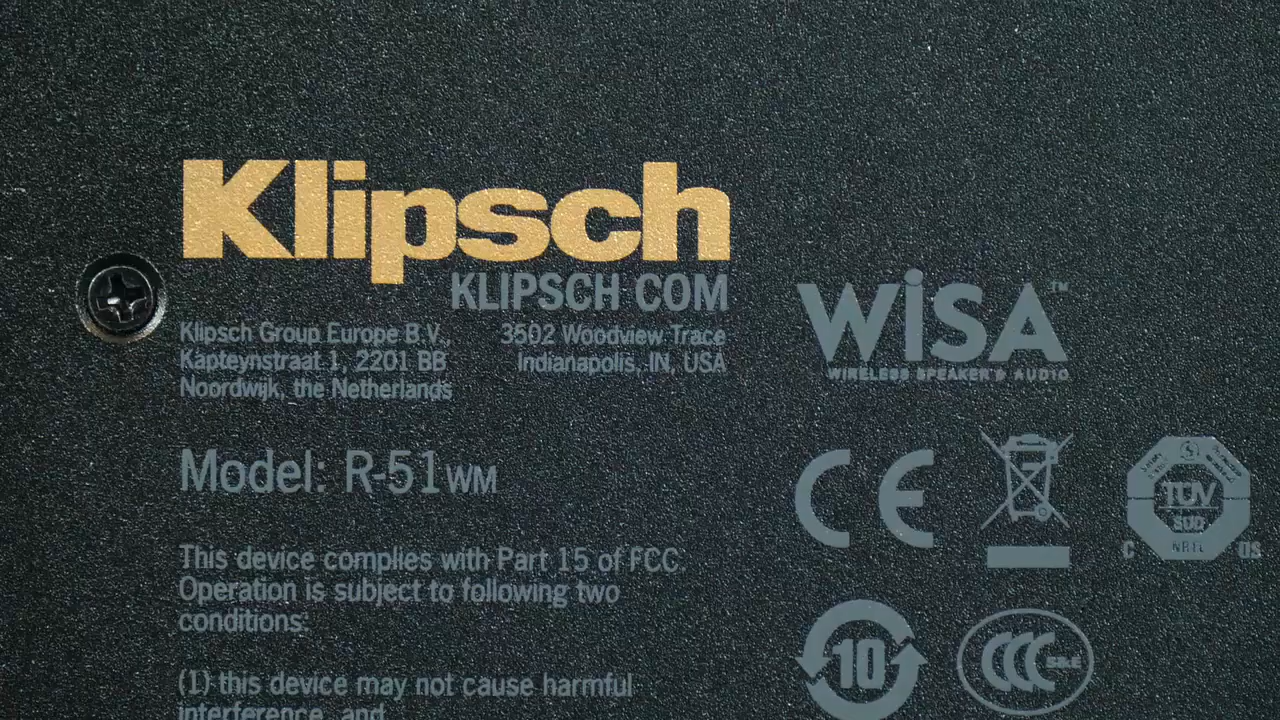 Klipsch
KLIPSCH.COM
Klipsch Group Europe B.V.,
Kapteynstraat 1, 2201 BB
Noordwijk, the Netherlands
3502 Woodview Trace
Indianapolis, IN, USA
WiSA™
WIRELESS SPEAKER & AUDIO
Model: R-51WM
CE
TÜV
SÜD
NRTL
C US
This device complies with Part 15 of FCC.
Operation is subject to following two
conditions:
10
CCC S&E
(1) this device may not cause harmful
interference, and